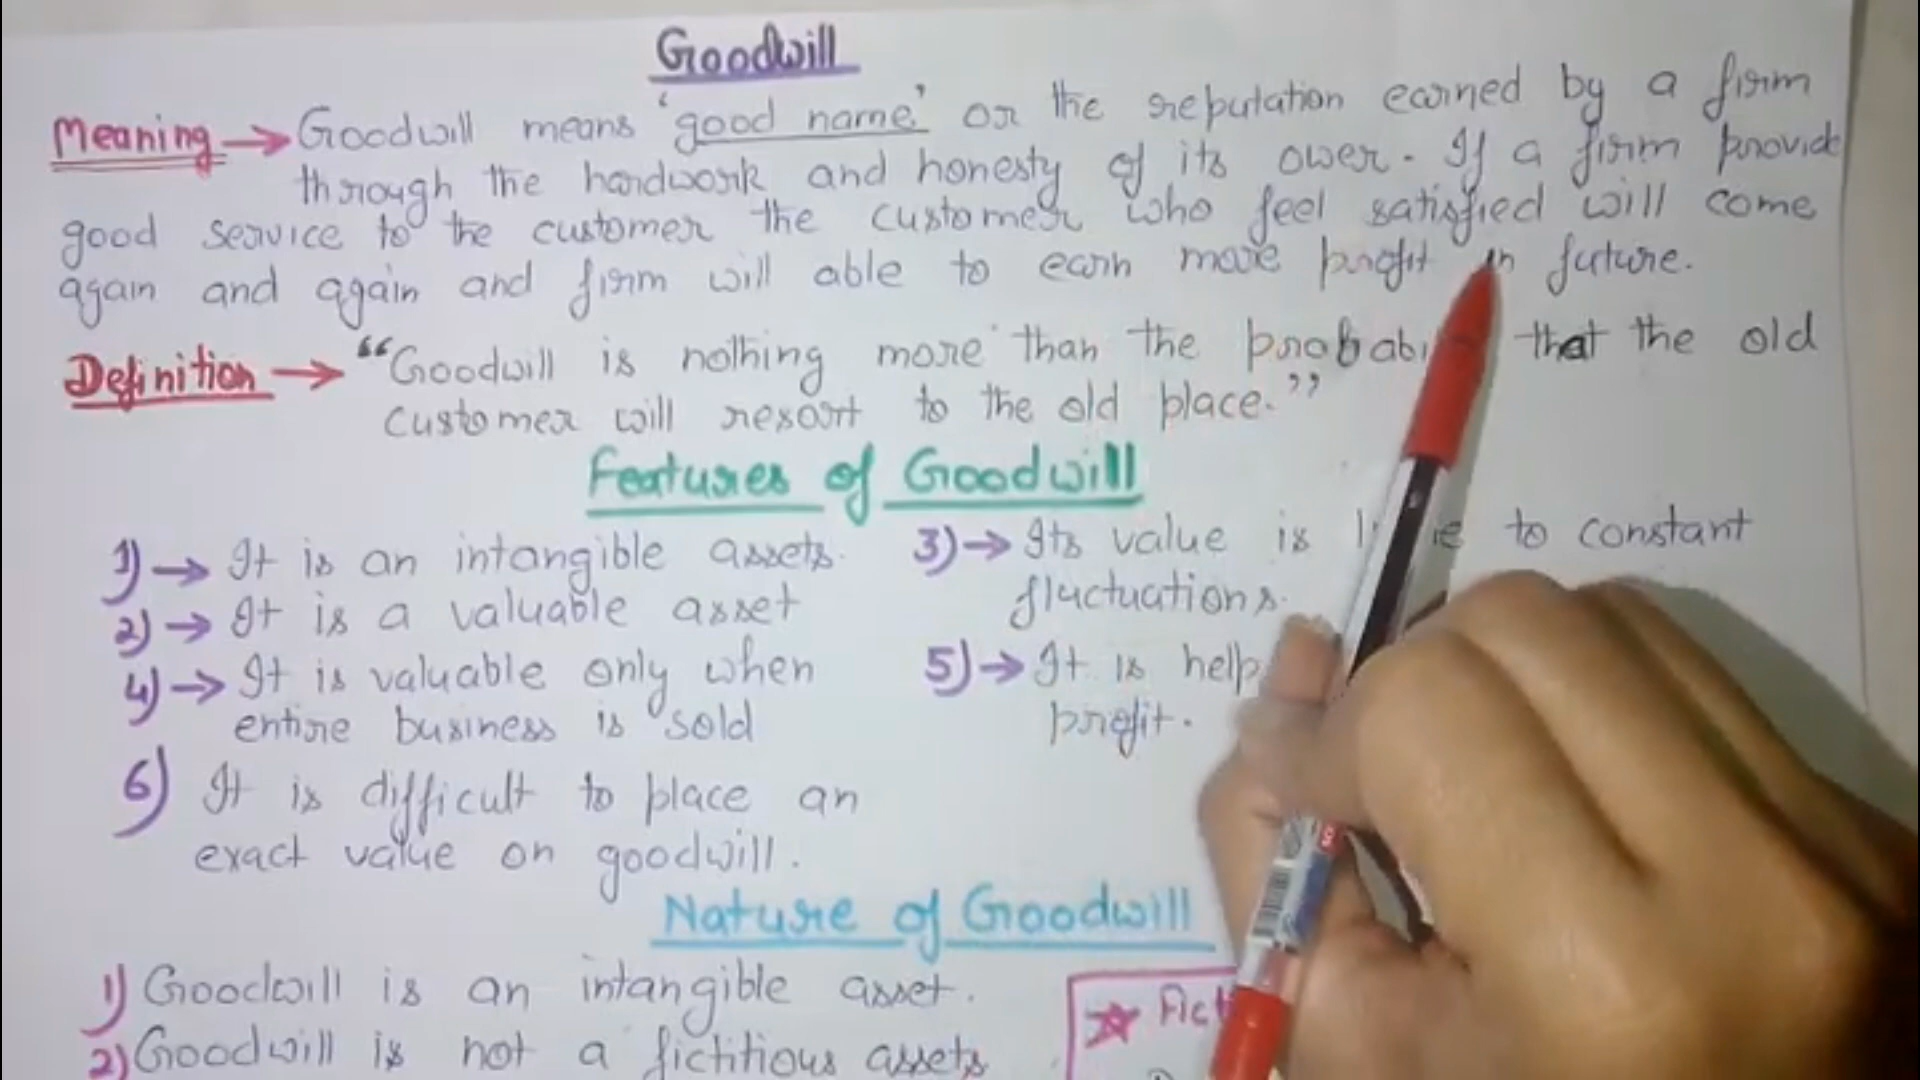 Goodwill
Meaning → Goodwill means 'good name' or the reputation earned by a firm
through the hardwork and honesty of its ower. If a firm provide
good service to the customer the customer who feel satisfied will come
again and again and firm will able to earn more profit in future.
Definition → "Goodwill is nothing more than the that the old
customer will resort to the old place."
Features of Goodwill
1) → It is an intangible assets.
2) → It is a valuable asset
3) → Its value is to constant
fluctuations.
4) → It is valuable only when
entire business is sold
5) → It is
profit.
6) It is difficult to place an
exact value on goodwill.
Nature of Goodwill
1) Goodwill is an intangible asset.
2) Goodwill is not a fictitious assets